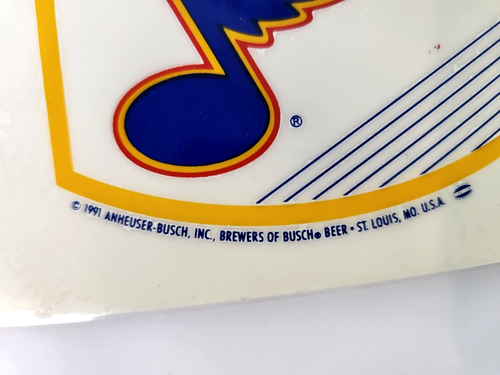 ®
© 1991 ANHEUSER-BUSCH, INC., BREWERS OF BUSCH® BEER • ST. LOUIS, MO. U.S.A